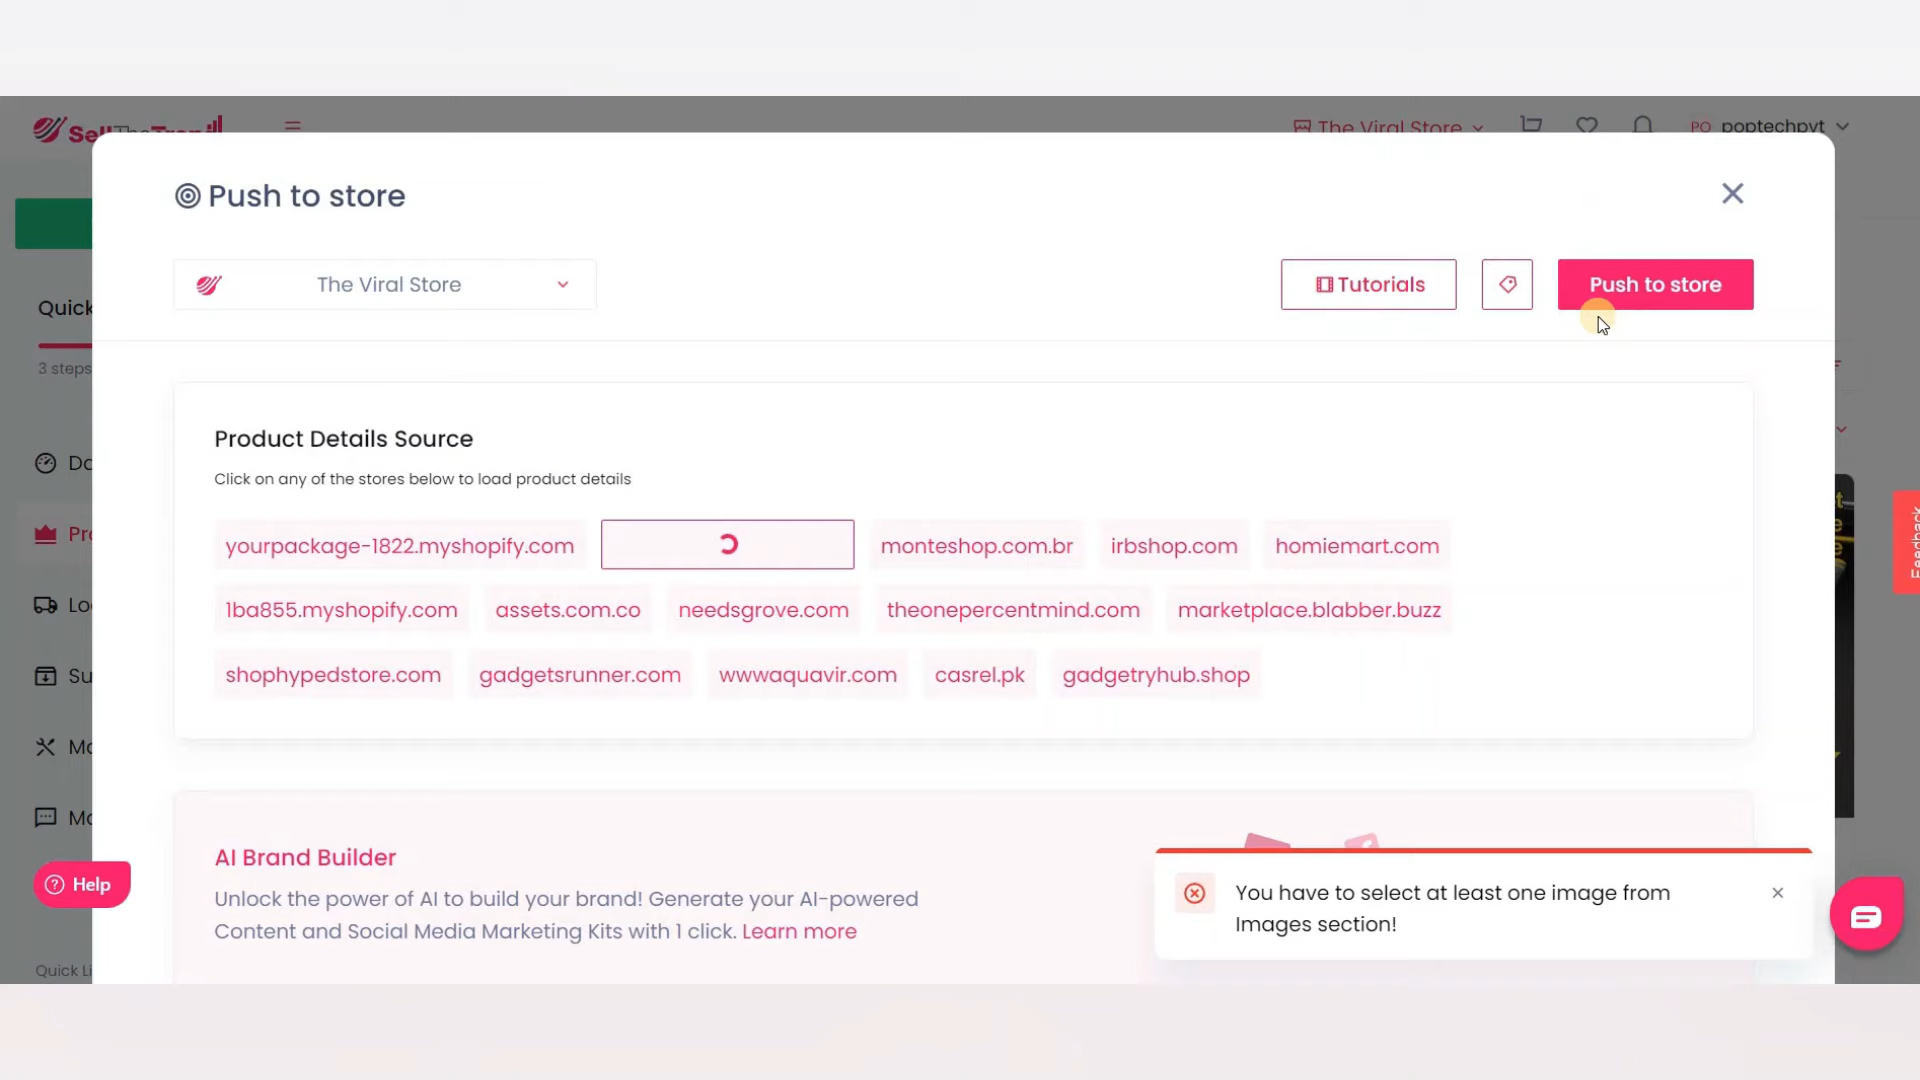 SellTheTrend
The Viral Store
PO poptechpvt
Push to store
The Viral Store
Tutorials
Push to store
Quick
3 steps
Product Details Source
Click on any of the stores below to load product details
yourpackage-1822.myshopify.com
monteshop.com.br
irbshop.com
homiemart.com
1ba855.myshopify.com
assets.com.co
needsgrove.com
theonepercentmind.com
marketplace.blabber.buzz
shophypedstore.com
gadgetsrunner.com
wwwaquavir.com
casrel.pk
gadgetryhub.shop
Feedback
AI Brand Builder
Unlock the power of AI to build your brand! Generate your AI-powered
Content and Social Media Marketing Kits with 1 click. Learn more
Help
You have to select at least one image from
Images section!
Quick Li